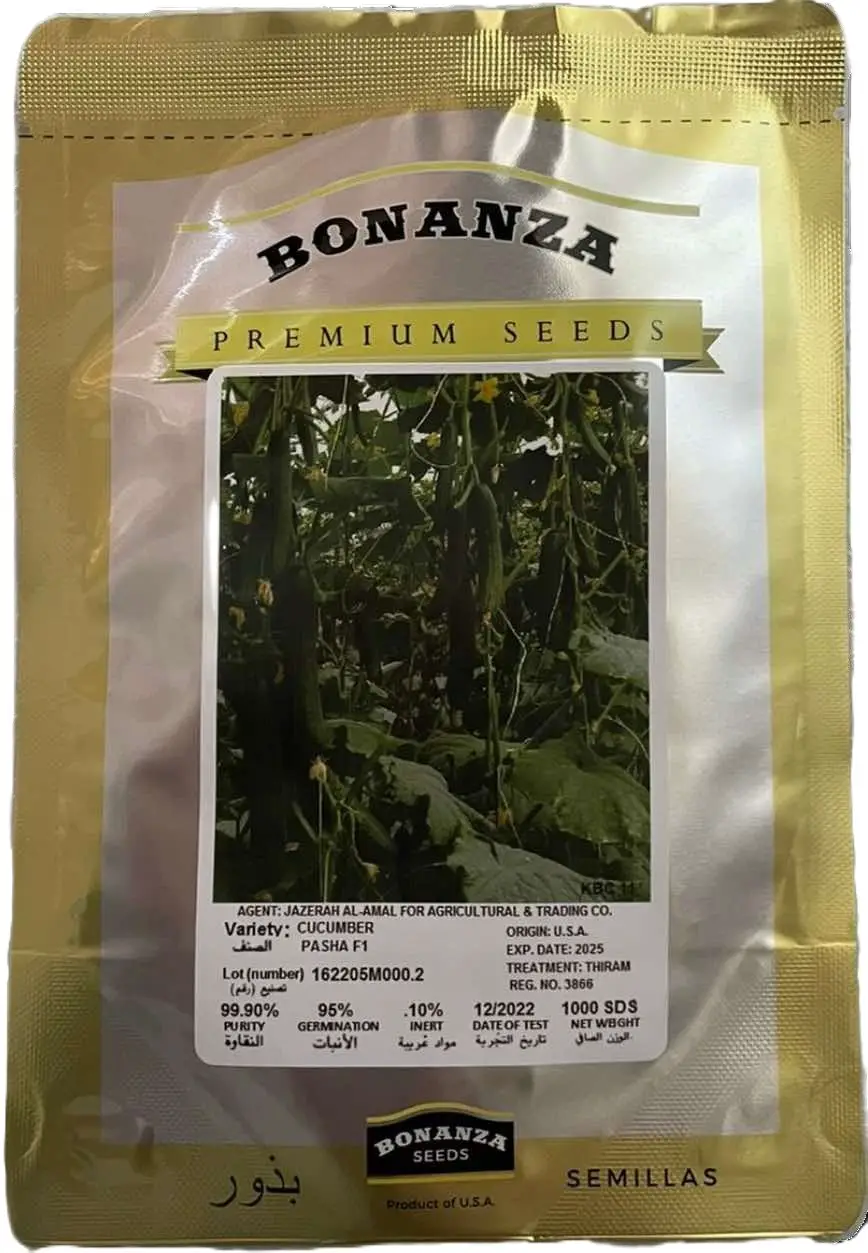 BONANZA
PREMIUM SEEDS
KBC 11
AGENT: JAZERAH AL-AMAL FOR AGRICULTURAL & TRADING CO.
Variety: CUCUMBER
الصنف PASHA F1
ORIGIN: U.S.A.
EXP. DATE: 2025
Lot (number) 162205M000.2
تصنيع (رقم)
TREATMENT: THIRAM
REG. NO. 3866
99.90% 95% .10% 12/2022 1000 SDS
PURITY GERMINATION INERT DATE OF TEST NET WEIGHT
النقاوة الأنبات مواد غريبة تاريخ التجربة الوزن الصافي
BONANZA
SEEDS
بذور SEMILLAS
Product of U.S.A.